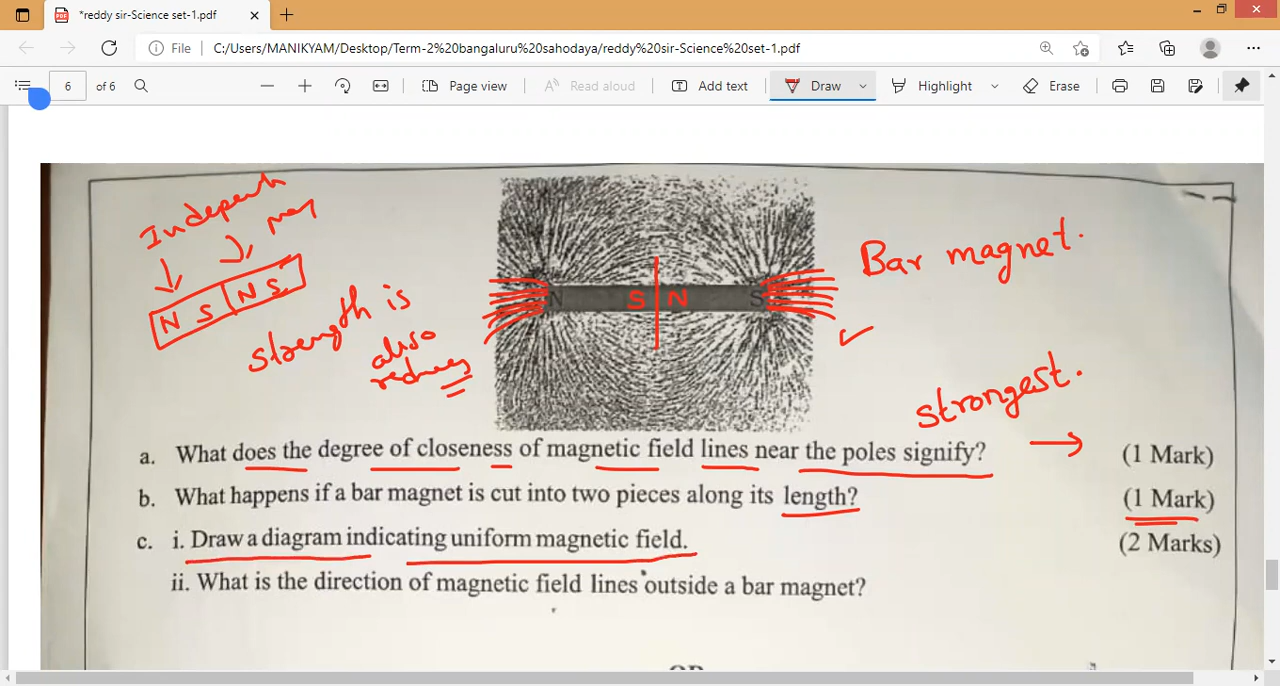 *reddy sir-Science set-1.pdf
File C:/Users/MANIKYAM/Desktop/Term-2%20bangaluru%20sahodaya/reddy%20sir-Science%20set-1.pdf
6 of 6 Page view Read aloud Add text Draw Highlight Erase
N S N S
strength is
also
N S N S
Bar magnet.
strongest.
a. What does the degree of closeness of magnetic field lines near the poles signify? (1 Mark)
b. What happens if a bar magnet is cut into two pieces along its length? (1 Mark)
c. i. Draw a diagram indicating uniform magnetic field. (2 Marks)
ii. What is the direction of magnetic field lines outside a bar magnet?
OR